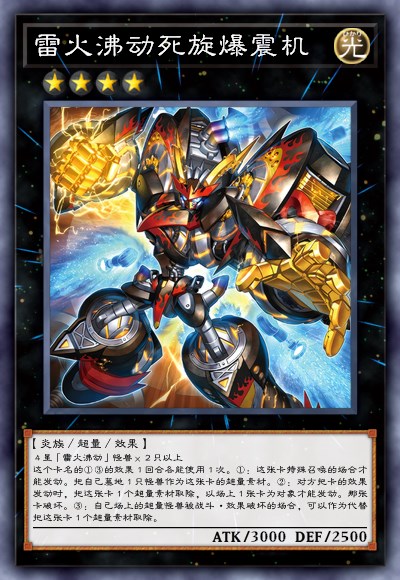 雷火沸动死旋爆震机
光
【炎族／超量／效果】
4星「雷火沸动」怪兽×2只以上
这个卡名的①③的效果1回合各能使用1次。①：这张卡特殊召唤的场合才
能发动。把自己墓地1只怪兽作为这张卡的超量素材。②：对方把卡的效果
发动时，把这张卡1个超量素材取除，以场上1张卡为对象才能发动。那张
卡破坏。③：自己场上的超量怪兽被战斗·效果破坏的场合，可以作为代替
把这张卡1个超量素材取除。
ATK/3000 DEF/2500